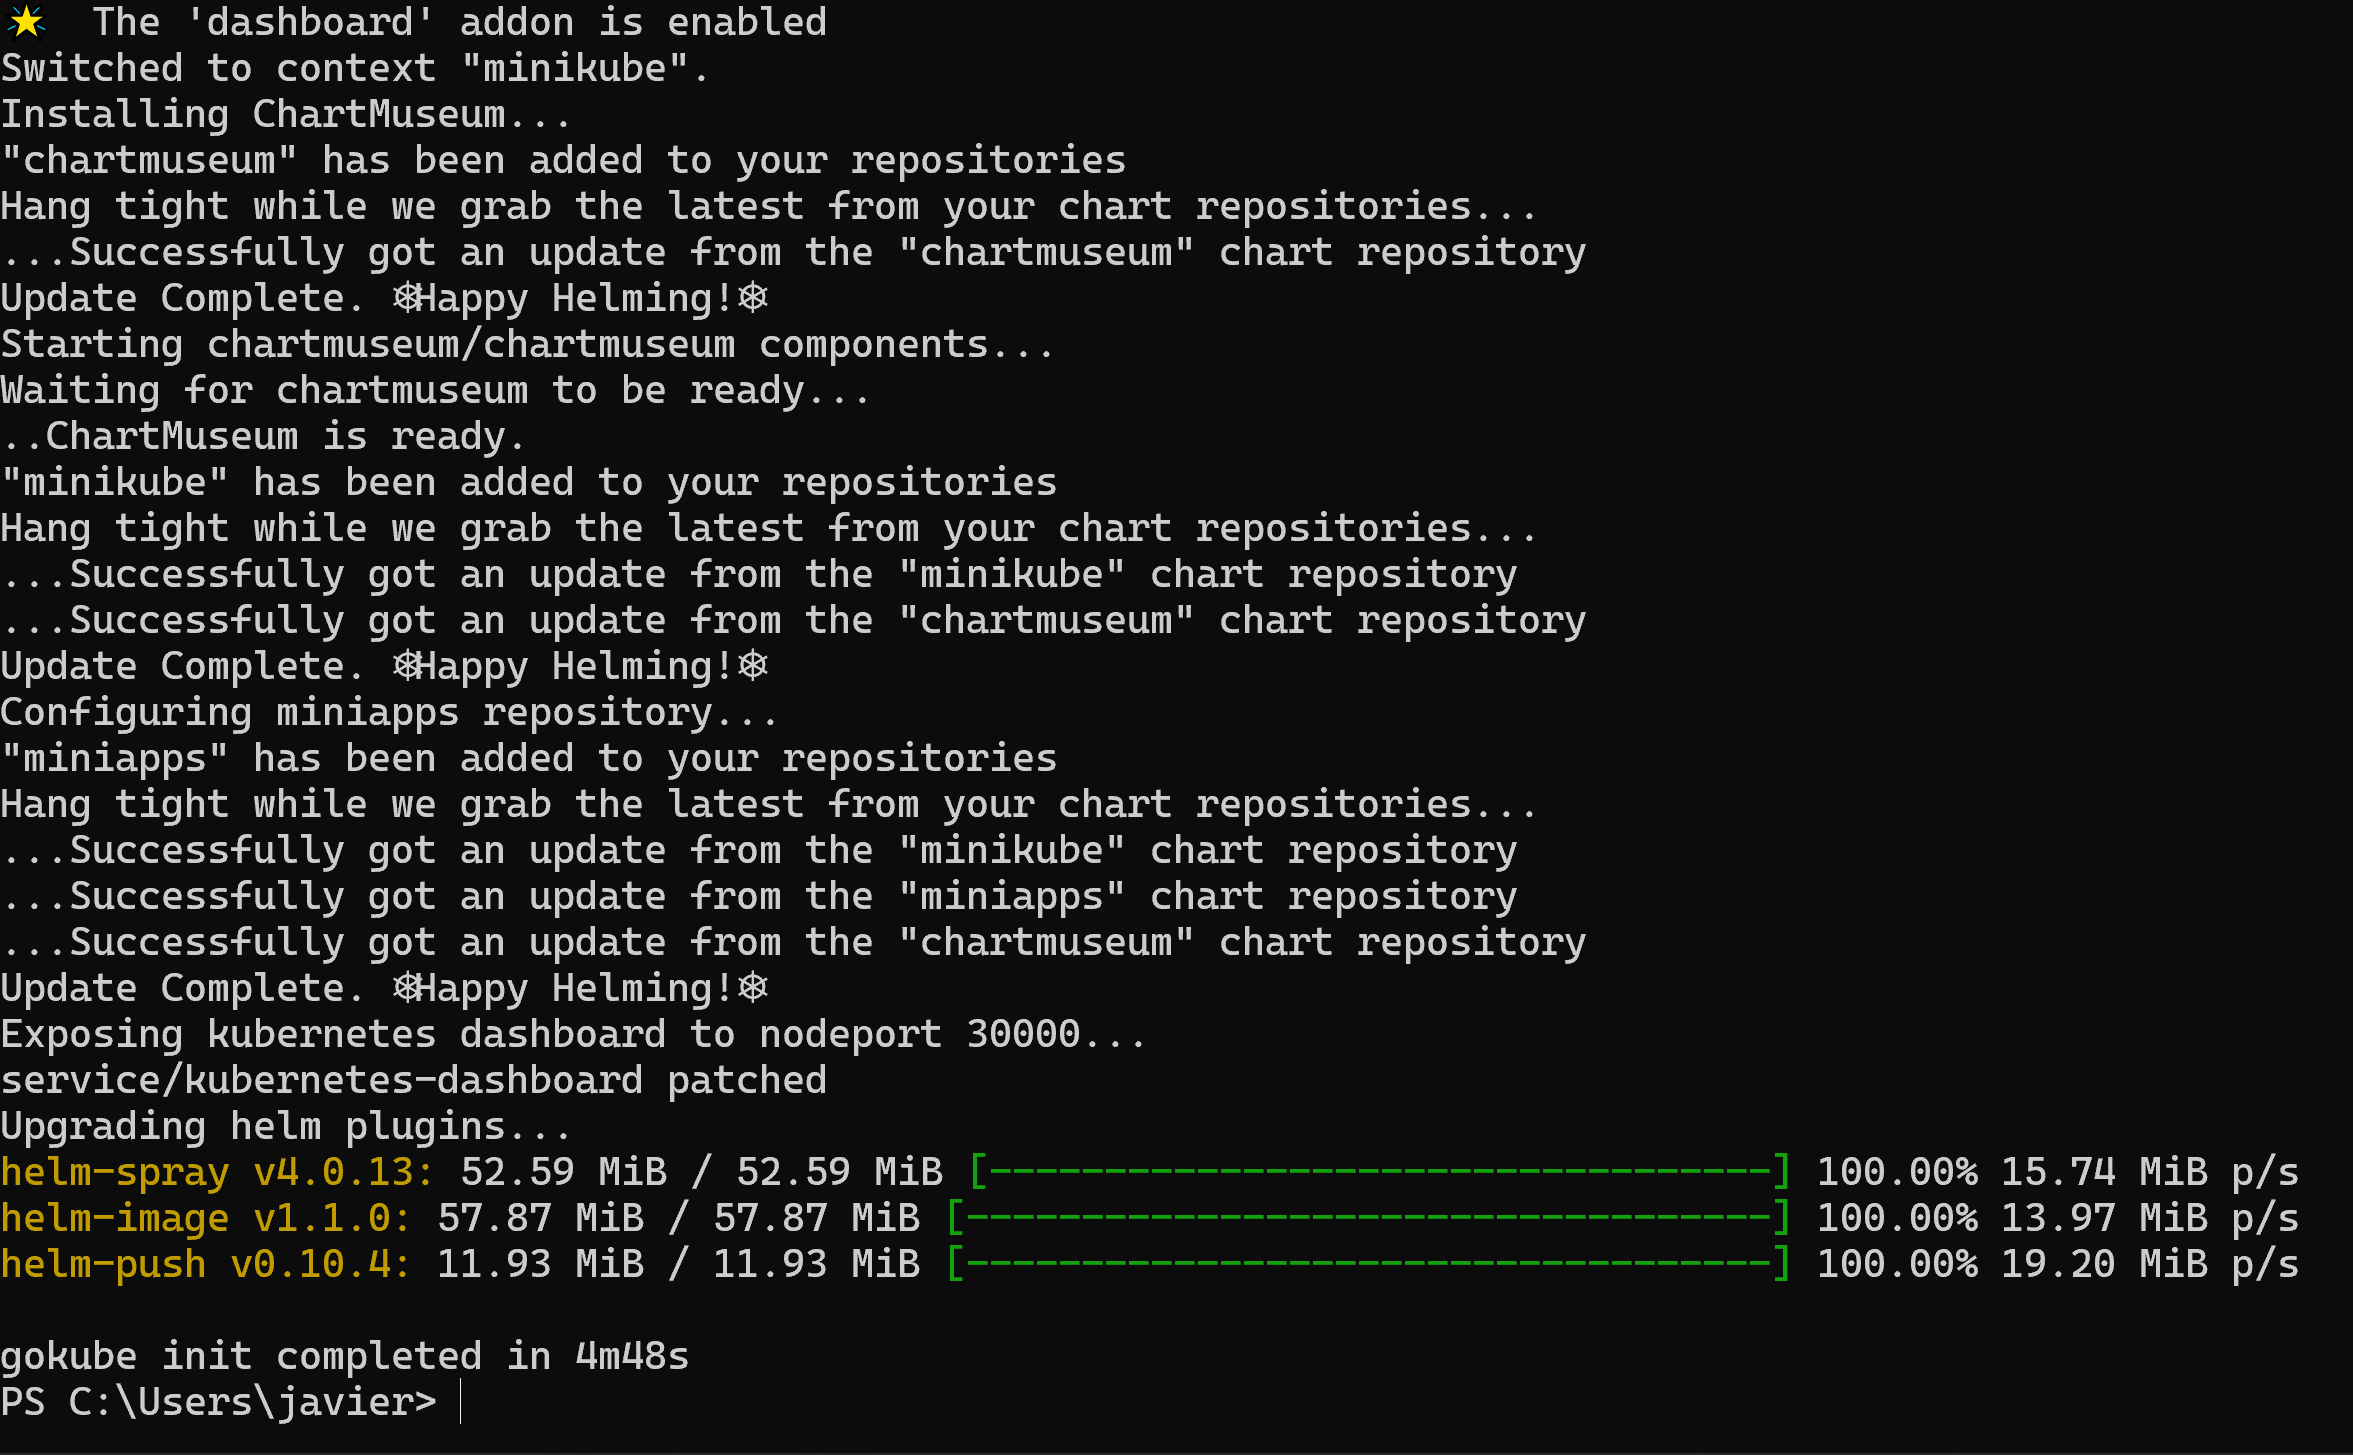 🌟  The 'dashboard' addon is enabled
Switched to context "minikube".
Installing ChartMuseum...
"chartmuseum" has been added to your repositories
Hang tight while we grab the latest from your chart repositories...
...Successfully got an update from the "chartmuseum" chart repository
Update Complete. ⎈Happy Helming!⎈
Starting chartmuseum/chartmuseum components...
Waiting for chartmuseum to be ready...
..ChartMuseum is ready.
"minikube" has been added to your repositories
Hang tight while we grab the latest from your chart repositories...
...Successfully got an update from the "minikube" chart repository
...Successfully got an update from the "chartmuseum" chart repository
Update Complete. ⎈Happy Helming!⎈
Configuring miniapps repository...
"miniapps" has been added to your repositories
Hang tight while we grab the latest from your chart repositories...
...Successfully got an update from the "minikube" chart repository
...Successfully got an update from the "miniapps" chart repository
...Successfully got an update from the "chartmuseum" chart repository
Update Complete. ⎈Happy Helming!⎈
Exposing kubernetes dashboard to nodeport 30000...
service/kubernetes-dashboard patched
Upgrading helm plugins...
helm-spray v4.0.13: 52.59 MiB / 52.59 MiB [----------------------------------] 100.00% 15.74 MiB p/s
helm-image v1.1.0: 57.87 MiB / 57.87 MiB [-----------------------------------] 100.00% 13.97 MiB p/s
helm-push v0.10.4: 11.93 MiB / 11.93 MiB [-----------------------------------] 100.00% 19.20 MiB p/s
gokube init completed in 4m48s
PS C:\Users\javier>